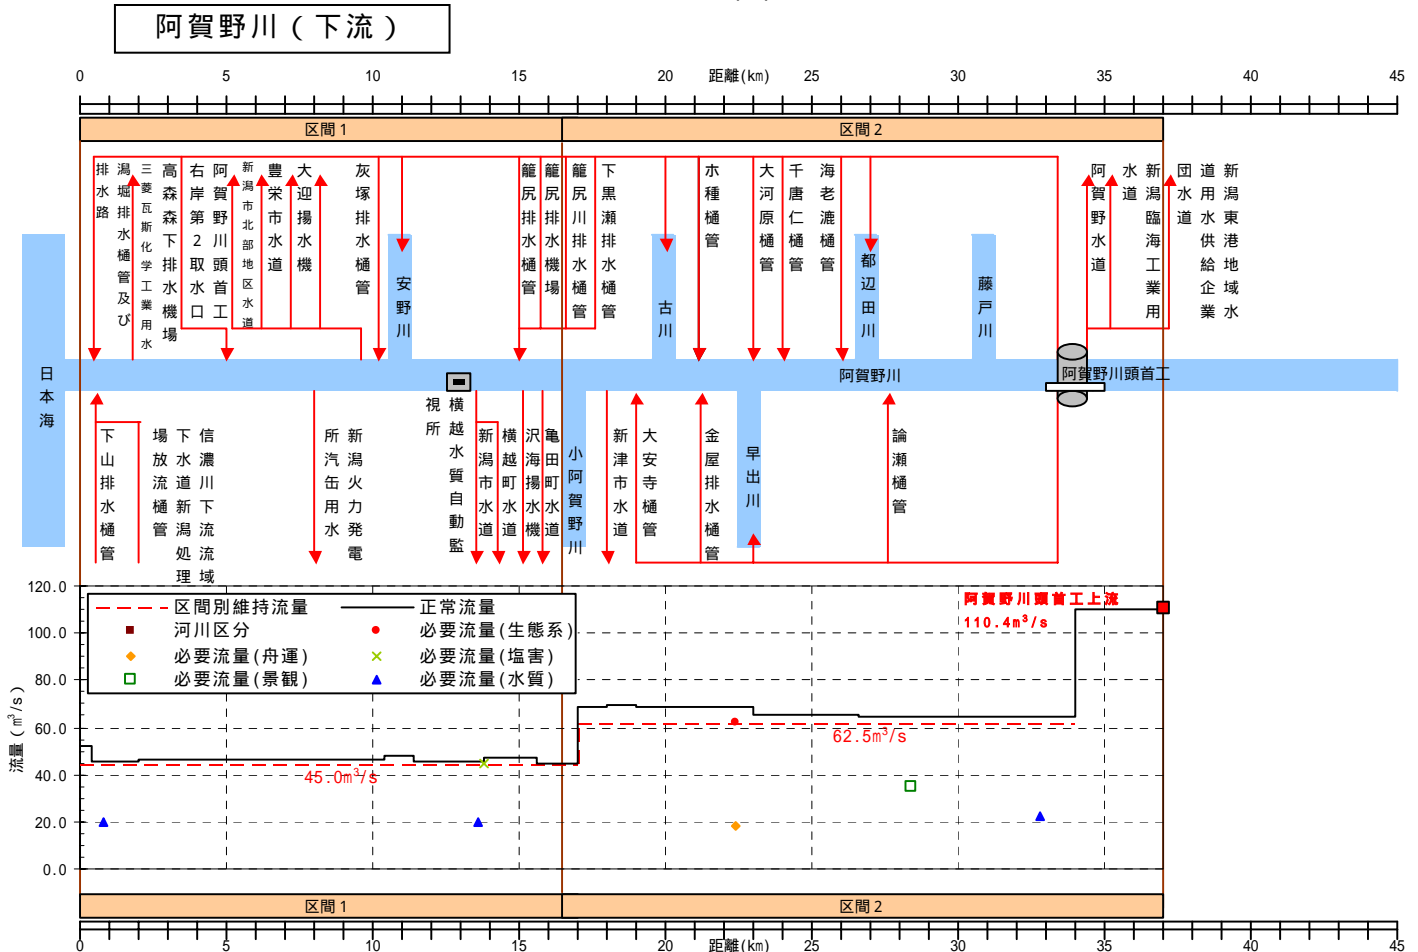 阿賀野川（下流）
0 5 10 15 20 距離(km) 25 30 35 40 45
区間1 区間2
潟堀排水樋管及び
排水路
三菱瓦斯化学工業用水
高森森下排水機場
右岸第2取水口
阿賀野川頭首工
新潟市北部地区水道
豊栄市水道
大迎揚水機
灰塚排水樋管
安野川
籠尻排水樋管
籠尻排水機場
籠尻川排水樋管
下黒瀬排水樋管
古川
木種樋管
大河原樋管
千唐仁樋管
海老漉樋管
都辺田川
藤戸川
阿賀野水道
新潟臨海工業用
水道
新潟東港地域水
道用水供給企業
団水道
日本海
阿賀野川
阿賀野川頭首工
下山排水樋管
信濃川下流流域
下水道新潟処理
場放流樋管
新潟火力発電
所汽缶用水
横越水質自動監
視所
新潟市水道
横越町水道
沢海揚水機
亀田町水道
小阿賀野川
新津市水道
大安寺樋管
金屋排水樋管
早出川
論瀬樋管
120.0
100.0
80.0
60.0
40.0
20.0
0.0
流量（m³/s）
区間別維持流量 正常流量
河川区分 必要流量(生態系)
必要流量(舟運) 必要流量(塩害)
必要流量(景観) 必要流量(水質)
阿賀野川頭首工上流
110.4m³/s
62.5m³/s
45.0m³/s
区間1 区間2
0 5 10 15 20 距離(km) 25 30 35 40 45